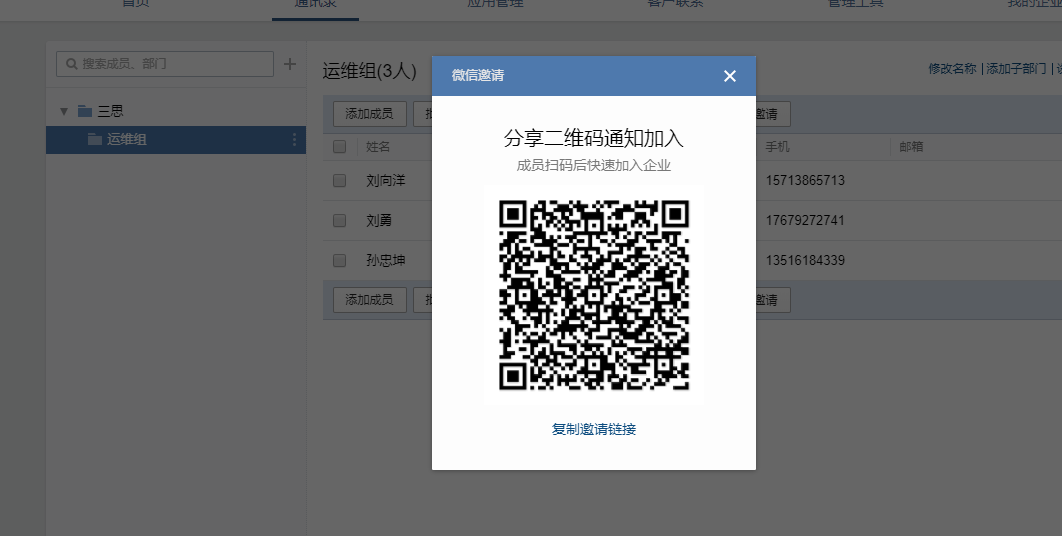 首页 通讯录 应用管理 客户联系 管理工具 我的企业
搜索成员、部门
三思
运维组
运维组(3人)
修改名称 | 添加子部门 |
添加成员
邀请
姓名 手机 邮箱
刘向洋 15713865713
刘勇 17679272741
孙忠坤 13516184339
添加成员
邀请
微信邀请
分享二维码通知加入
成员扫码后快速加入企业
复制邀请链接